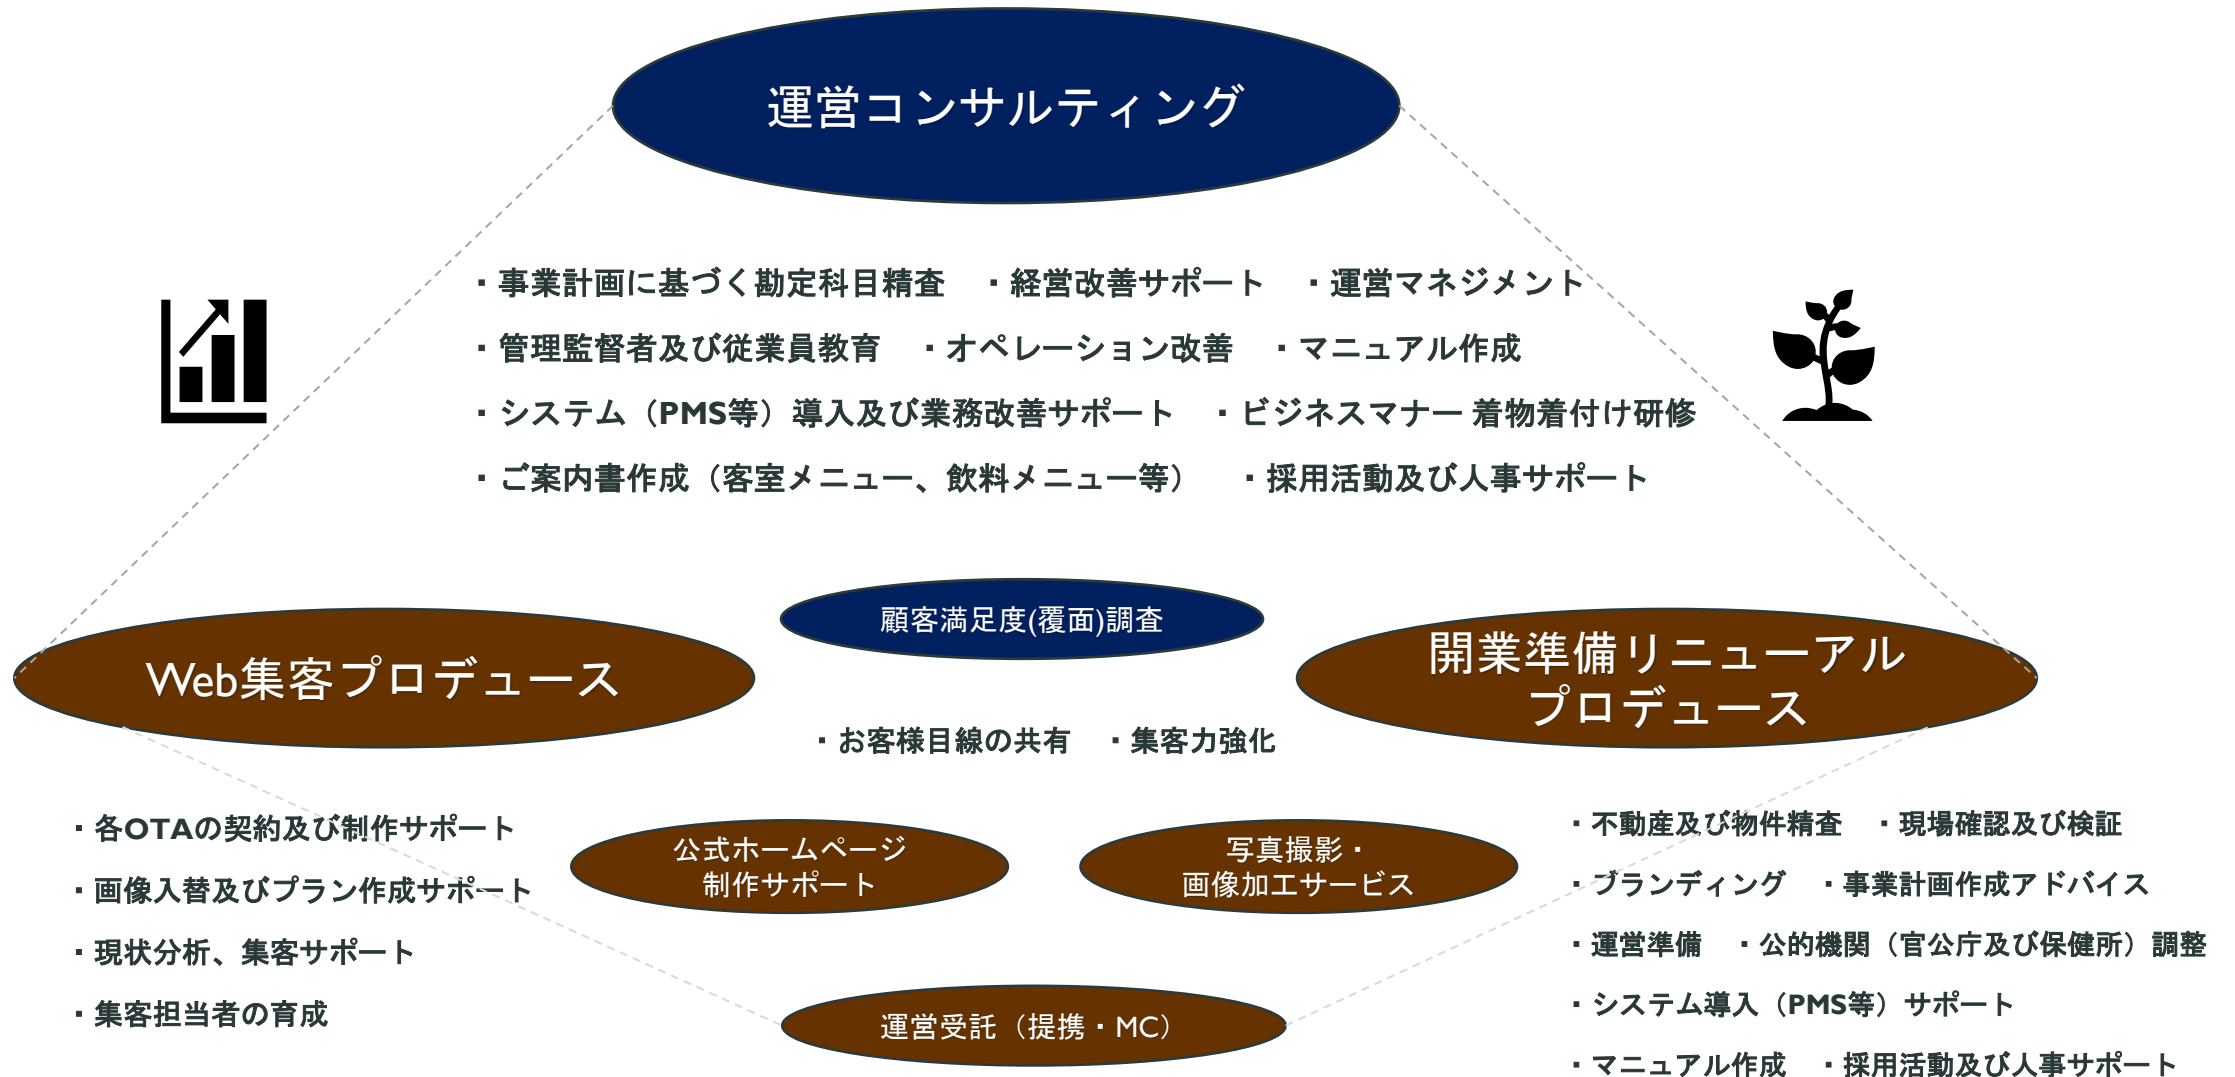 運営コンサルティング
・事業計画に基づく勘定科目精査　・経営改善サポート　・運営マネジメント
・管理監督者及び従業員教育　・オペレーション改善　・マニュアル作成
・システム（PMS等）導入及び業務改善サポート　・ビジネスマナー 着物着付け研修
・ご案内書作成（客室メニュー、飲料メニュー等）　・採用活動及び人事サポート
顧客満足度(覆面)調査
・お客様目線の共有　・集客力強化
Web集客プロデュース
・各OTAの契約及び制作サポート
・画像入替及びプラン作成サポート
・現状分析、集客サポート
・集客担当者の育成
公式ホームページ
制作サポート
写真撮影・
画像加工サービス
運営受託（提携・MC）
開業準備リニューアル
プロデュース
・不動産及び物件精査　・現場確認及び検証
・ブランディング　・事業計画作成アドバイス
・運営準備　・公的機関（官公庁及び保健所）調整
・システム導入（PMS等）サポート
・マニュアル作成　・採用活動及び人事サポート